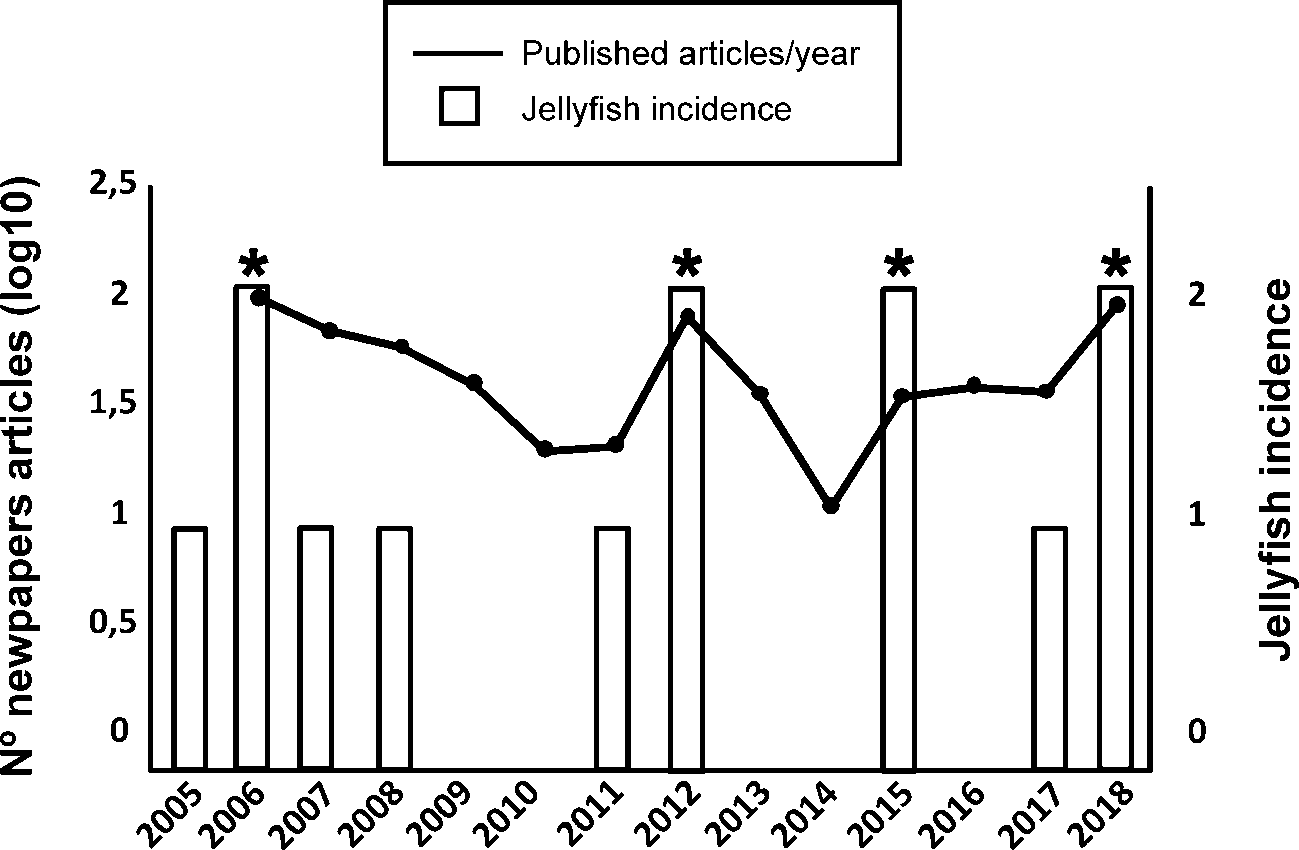 Published articles/year
Jellyfish incidence
Nº newpapers articles (log10)
2,5
2
1,5
1
0,5
0
* * * *
2
1
0
Jellyfish incidence
2005 2006 2007 2008 2009 2010 2011 2012 2013 2014 2015 2016 2017 2018